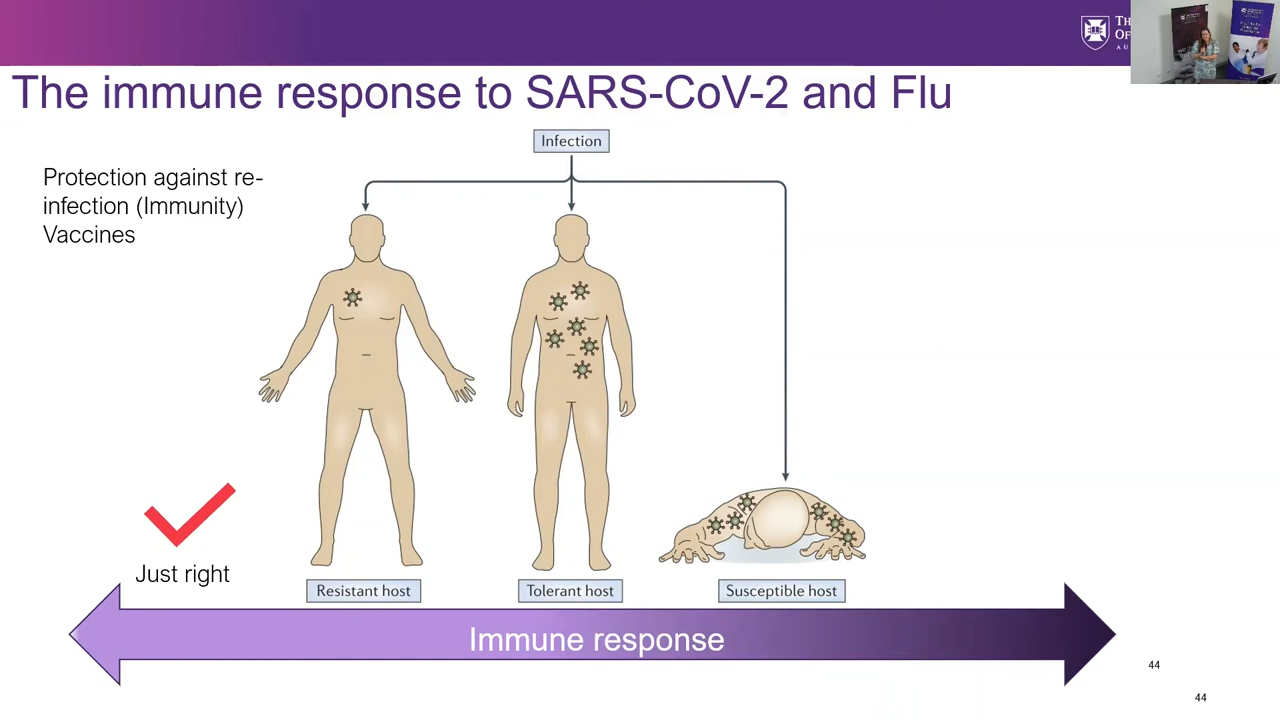 The immune response to SARS-CoV-2 and Flu
Infection
Protection against re-
infection (Immunity)
Vaccines
Just right
Resistant host
Tolerant host
Susceptible host
Immune response
44
44